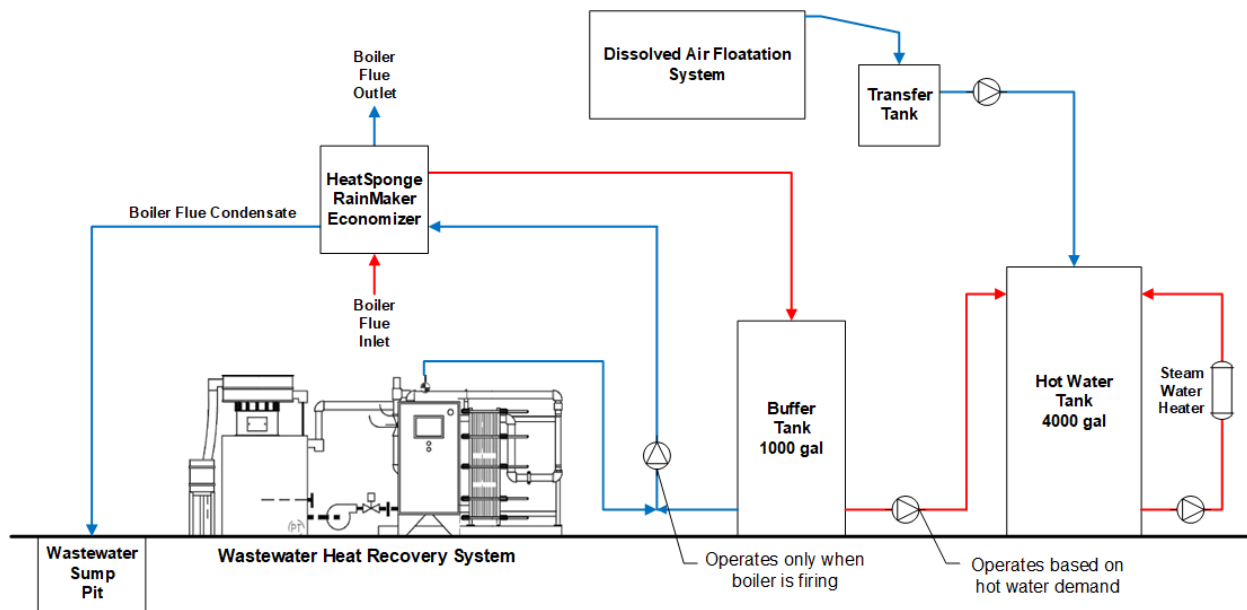 Boiler
Flue
Outlet
Dissolved Air Floatation
System
Transfer
Tank
HeatSponge
RainMaker
Economizer
Boiler Flue Condensate
Boiler
Flue
Inlet
Buffer
Tank
1000 gal
Hot Water
Tank
4000 gal
Steam
Water
Heater
(PT)
Wastewater Heat Recovery System
Wastewater
Sump
Pit
Operates only when
boiler is firing
Operates based on
hot water demand